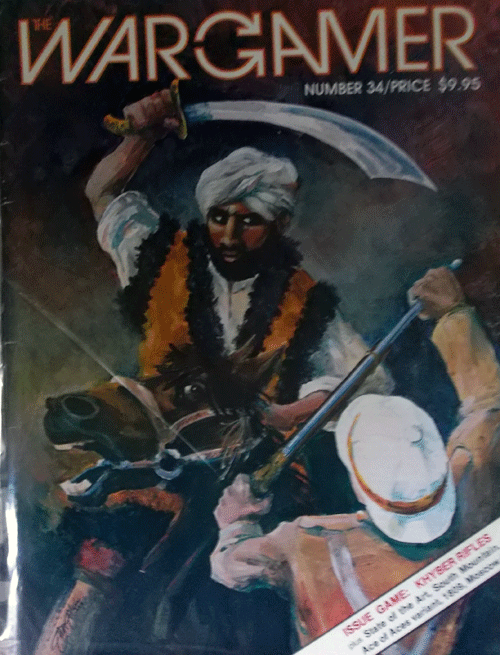 THE
WARGAMER
NUMBER 34/PRICE $9.95
ISSUE GAME: KHYBER RIFLES
plus State of the Art, South Mountain
Ace of Aces variant, 1809, Moscow